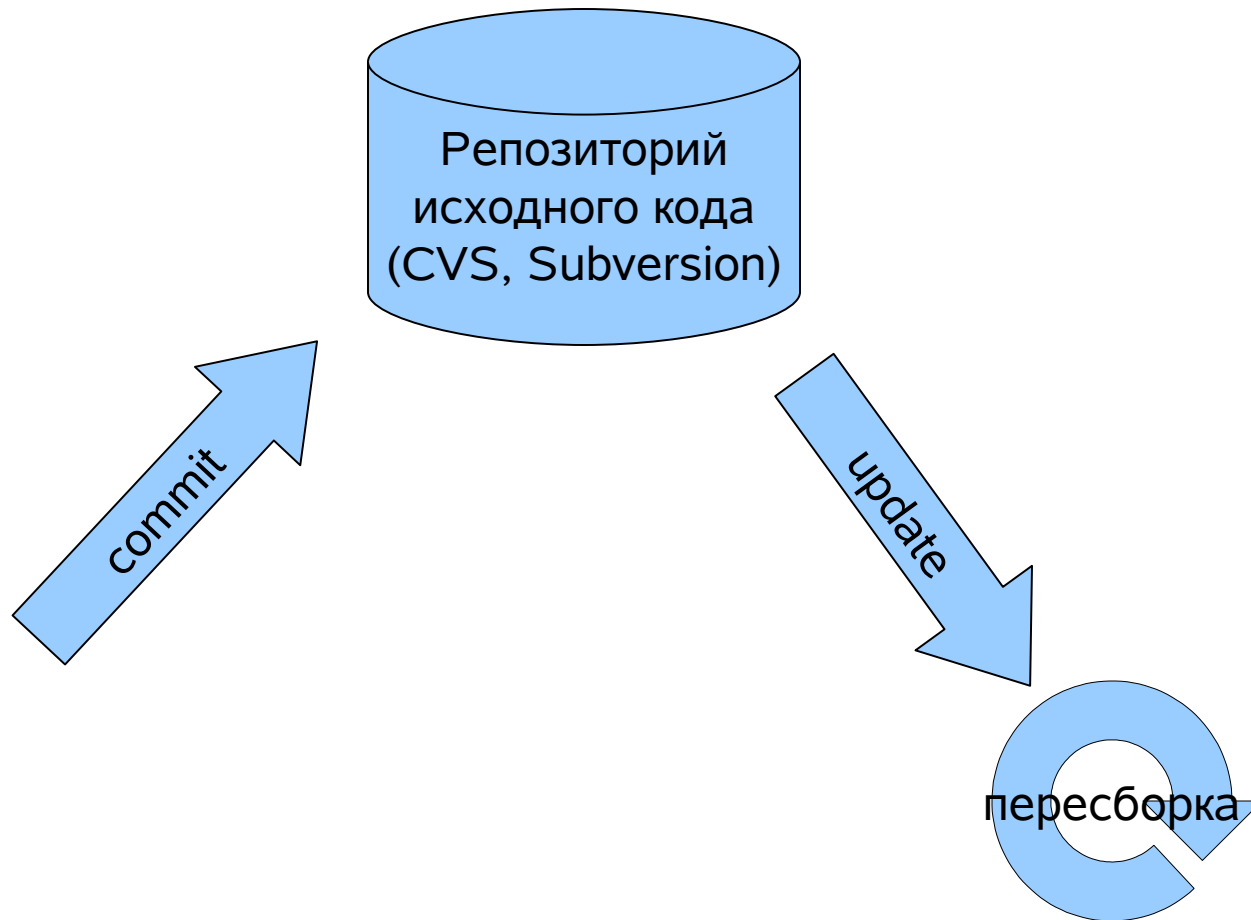 Репозиторий
исходного кода
(CVS, Subversion)
commit
update
пересборка